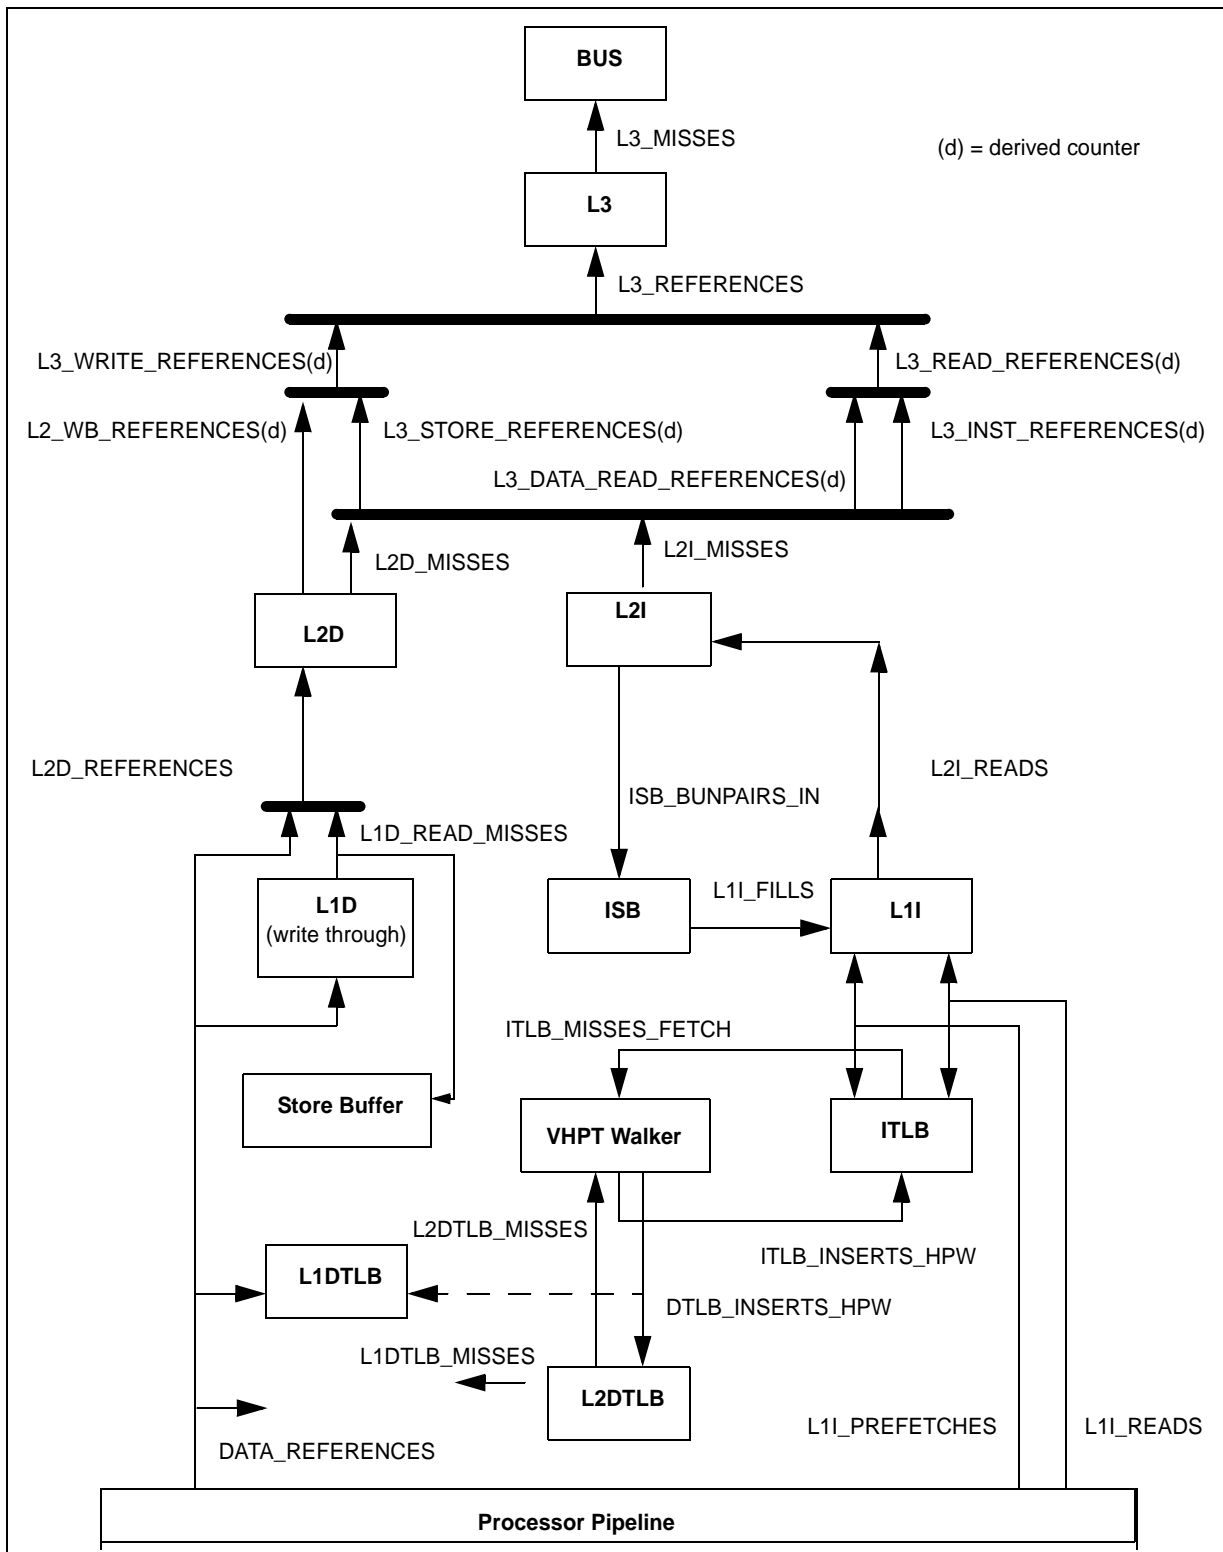 BUS
L3_MISSES
(d) = derived counter
L3
L3_REFERENCES
L3_WRITE_REFERENCES(d)
L3_READ_REFERENCES(d)
L2_WB_REFERENCES(d)
L3_STORE_REFERENCES(d)
L3_INST_REFERENCES(d)
L3_DATA_READ_REFERENCES(d)
L2D_MISSES
L2I_MISSES
L2D
L2I
L2D_REFERENCES
L2I_READS
ISB_BUNPAIRS_IN
L1D_READ_MISSES
L1D
(write through)
ISB
L1I_FILLS
L1I
ITLB_MISSES_FETCH
Store Buffer
VHPT Walker
ITLB
L2DTLB_MISSES
ITLB_INSERTS_HPW
L1DTLB
DTLB_INSERTS_HPW
L1DTLB_MISSES
L2DTLB
DATA_REFERENCES
L1I_PREFETCHES
L1I_READS
Processor Pipeline